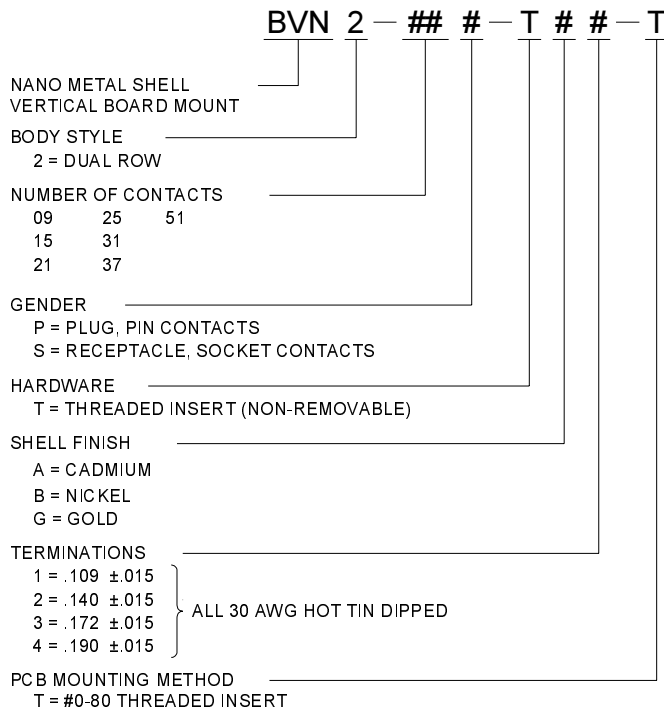 BVN 2 — ## # — T # # — T
NANO METAL SHELL
VERTICAL BOARD MOUNT
BODY STYLE
2 = DUAL ROW
NUMBER OF CONTACTS
09 25 51
15 31
21 37
GENDER
P = PLUG, PIN CONTACTS
S = RECEPTACLE, SOCKET CONTACTS
HARDWARE
T = THREADED INSERT (NON-REMOVABLE)
SHELL FINISH
A = CADMIUM
B = NICKEL
G = GOLD
TERMINATIONS
1 = .109 ±.015
2 = .140 ±.015
3 = .172 ±.015
4 = .190 ±.015
ALL 30 AWG HOT TIN DIPPED
PCB MOUNTING METHOD
T = #0-80 THREADED INSERT